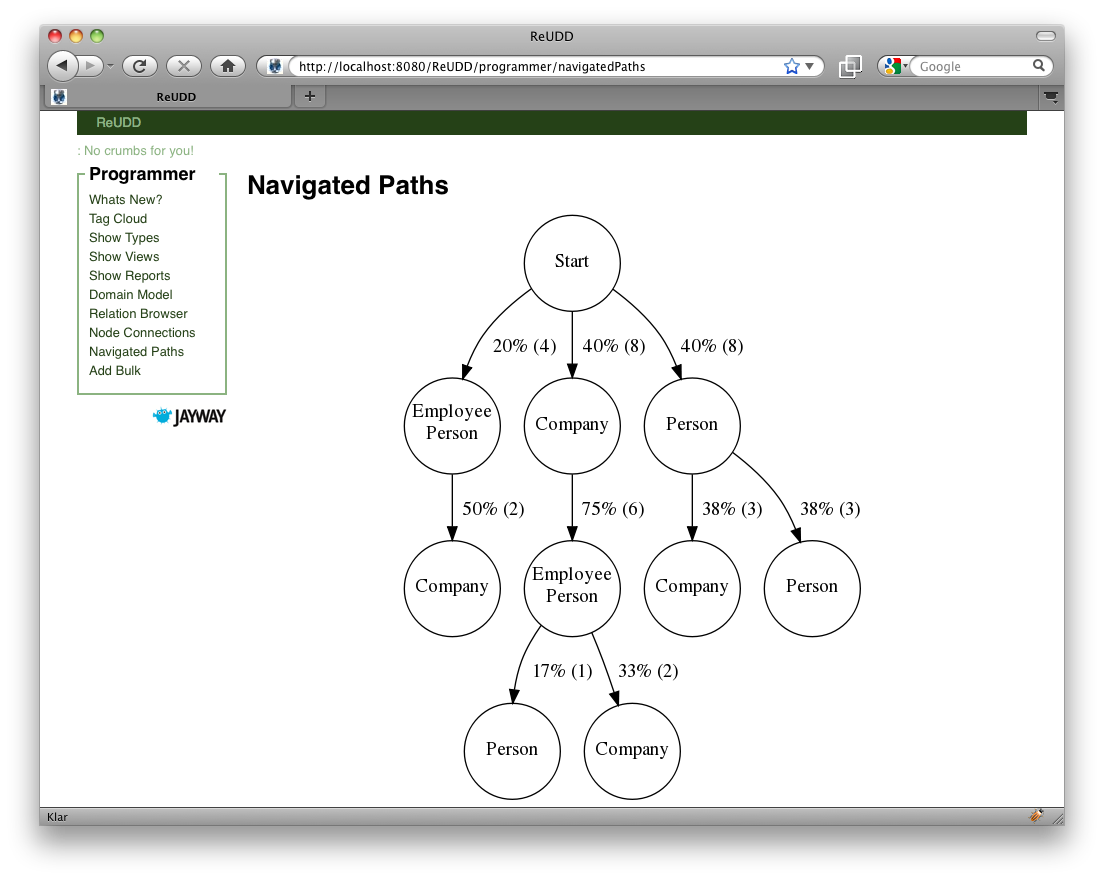 ReUDD
http://localhost:8080/ReUDD/programmer/navigatedPaths
Google
ReUDD
ReUDD
: No crumbs for you!
Programmer
Whats New?
Tag Cloud
Show Types
Show Views
Show Reports
Domain Model
Relation Browser
Node Connections
Navigated Paths
Add Bulk
JAYWAY
Navigated Paths
Start
20% (4)
40% (8)
40% (8)
Employee
Person
Company
Person
50% (2)
75% (6)
38% (3)
38% (3)
Company
Employee
Person
Company
Person
17% (1)
33% (2)
Person
Company
Klar